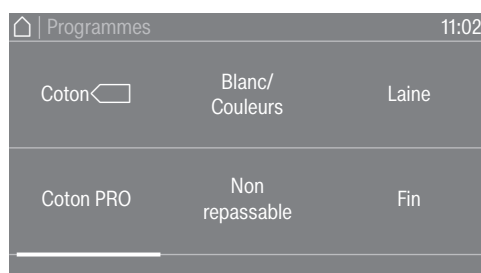 | Programmes 11:02
Coton
Blanc/
Couleurs
Laine
Coton PRO
Non
repassable
Fin